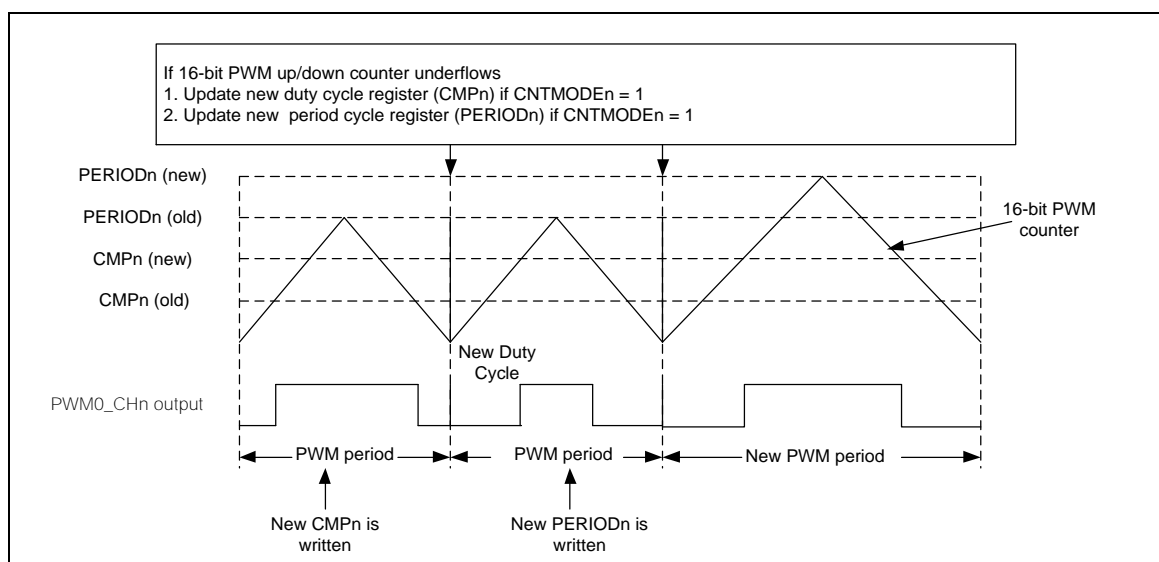 If 16-bit PWM up/down counter underflows
1. Update new duty cycle register (CMPn) if CNTMODEn = 1
2. Update new  period cycle register (PERIODn) if CNTMODEn = 1
PERIODn (new)
PERIODn (old)
CMPn (new)
CMPn (old)
16-bit PWM
counter
New Duty
Cycle
PWM0_CHn output
PWM period
PWM period
New PWM period
New CMPn is
written
New PERIODn is
written